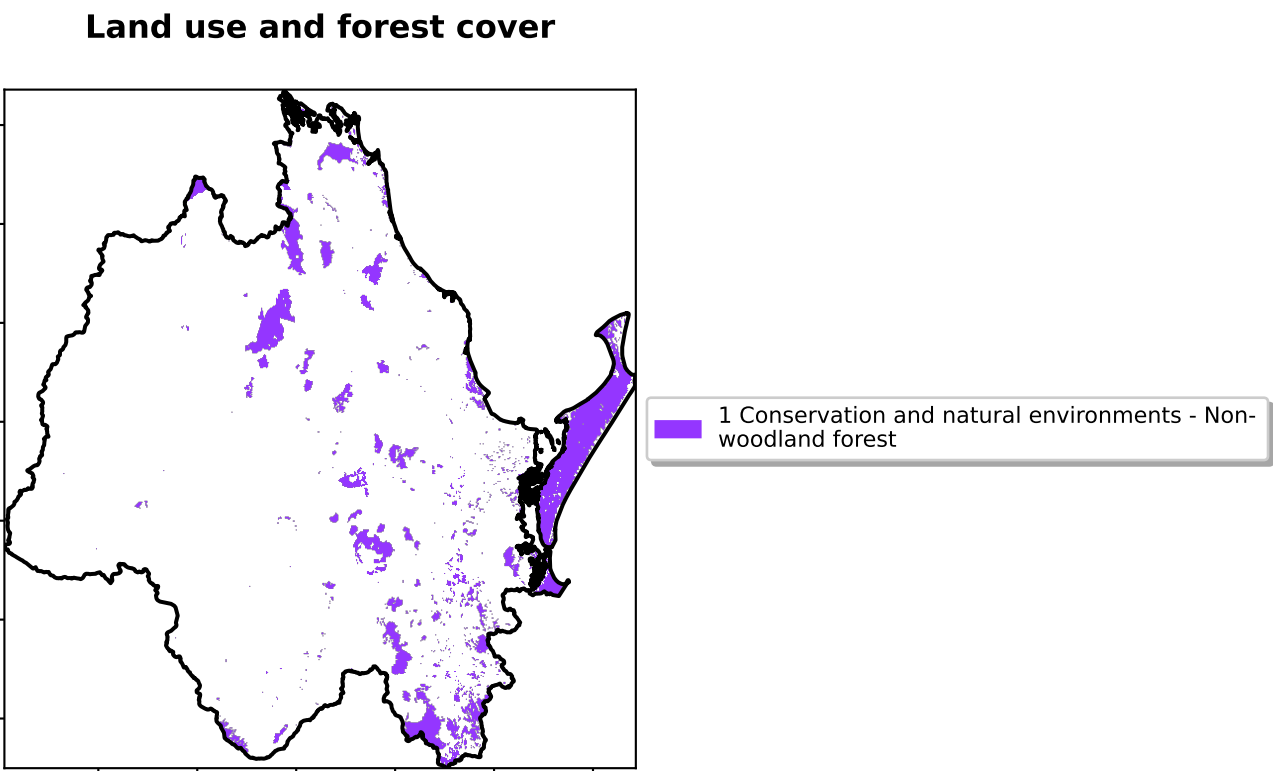 Land use and forest cover
1 Conservation and natural environments - Non-
woodland forest